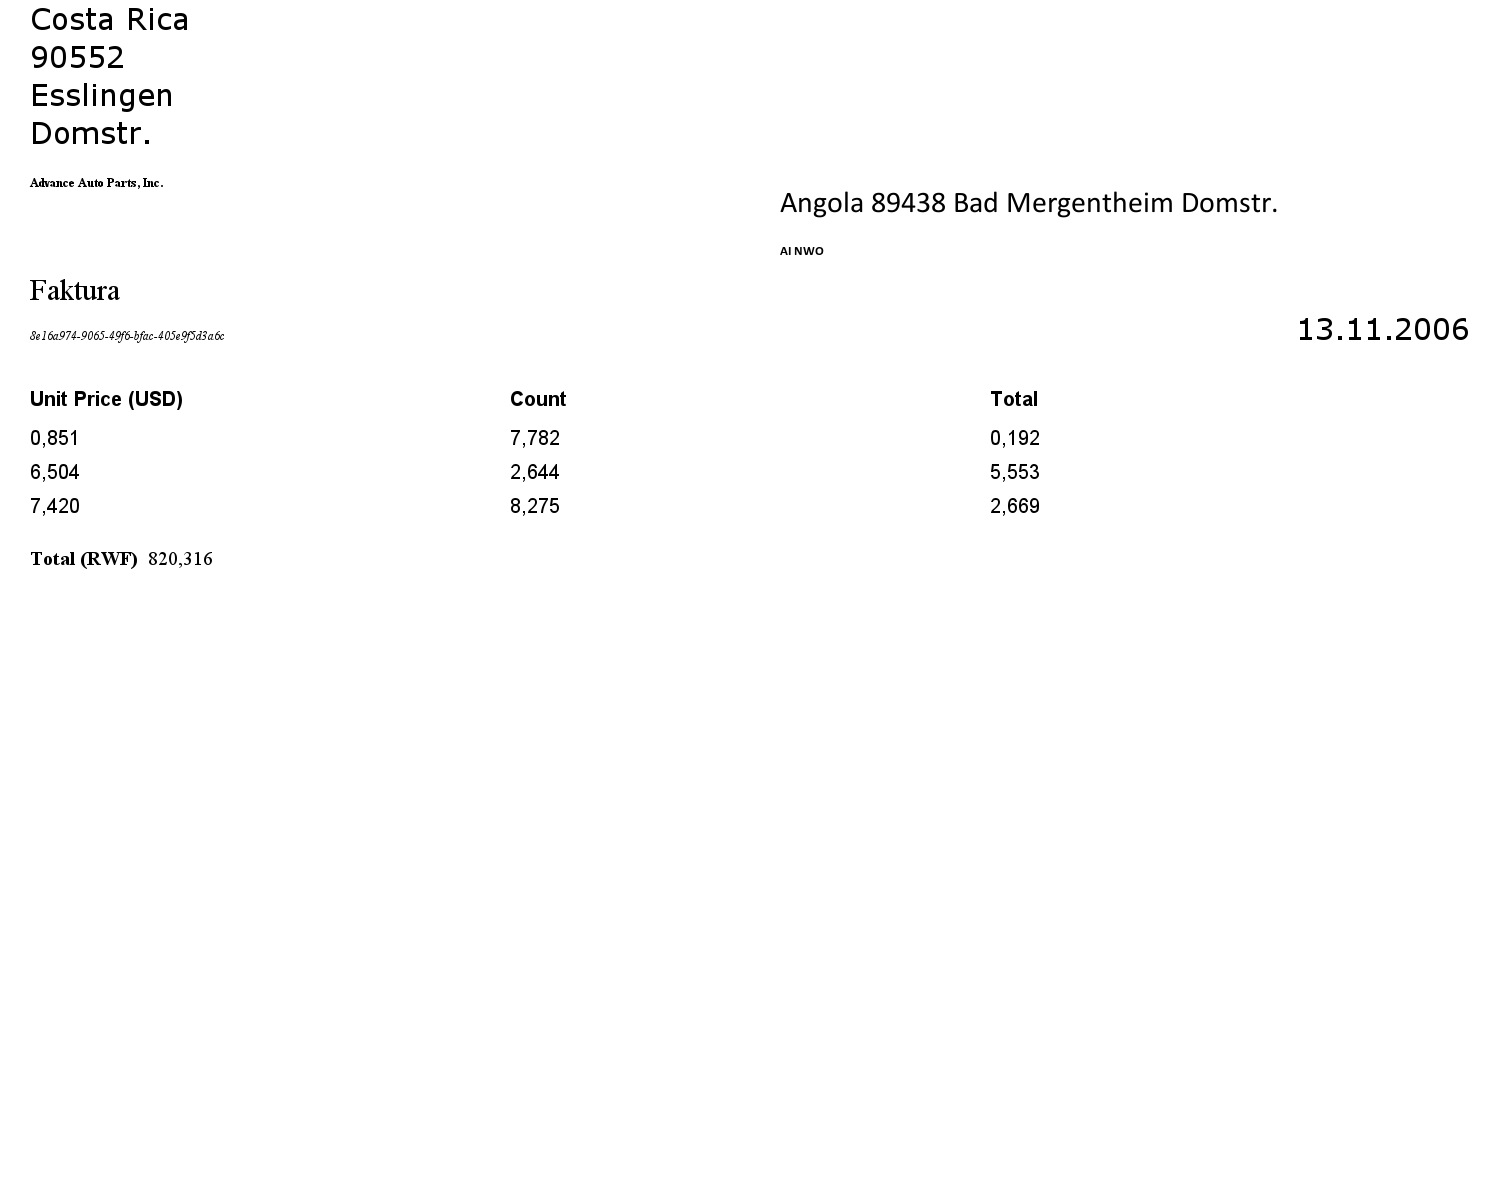 Costa Rica
90552
Esslingen
Domstr.
Advance Auto Parts, Inc.
Angola 89438 Bad Mergentheim Domstr.
AI NWO
Faktura
8e16a974-9065-49f6-bfac-405e9f5d3a6c
13.11.2006
Unit Price (USD) Count Total
0,851 7,782 0,192
6,504 2,644 5,553
7,420 8,275 2,669
Total (RWF) 820,316